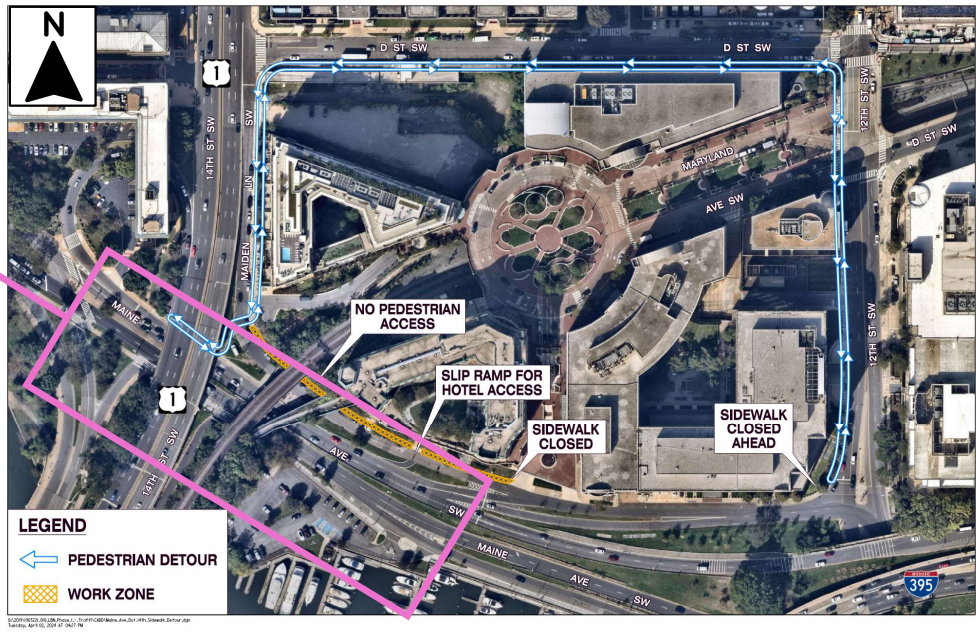 N
D ST SW
D ST SW
1
14TH ST SW
SW
LN
MAIDEN
12TH ST SW
D ST SW
MARYLAND
AVE SW
NO PEDESTRIAN
ACCESS
MAINE
SLIP RAMP FOR
HOTEL ACCESS
12TH ST SW
1
SIDEWALK
CLOSED
SIDEWALK
CLOSED
AHEAD
14TH ST SW
AVE
SW
MAINE
AVE
SW
LEGEND
PEDESTRIAN DETOUR
WORK ZONE
INTERSTATE
395
Tuesday, April 02, 2024 AT 04:27 PM